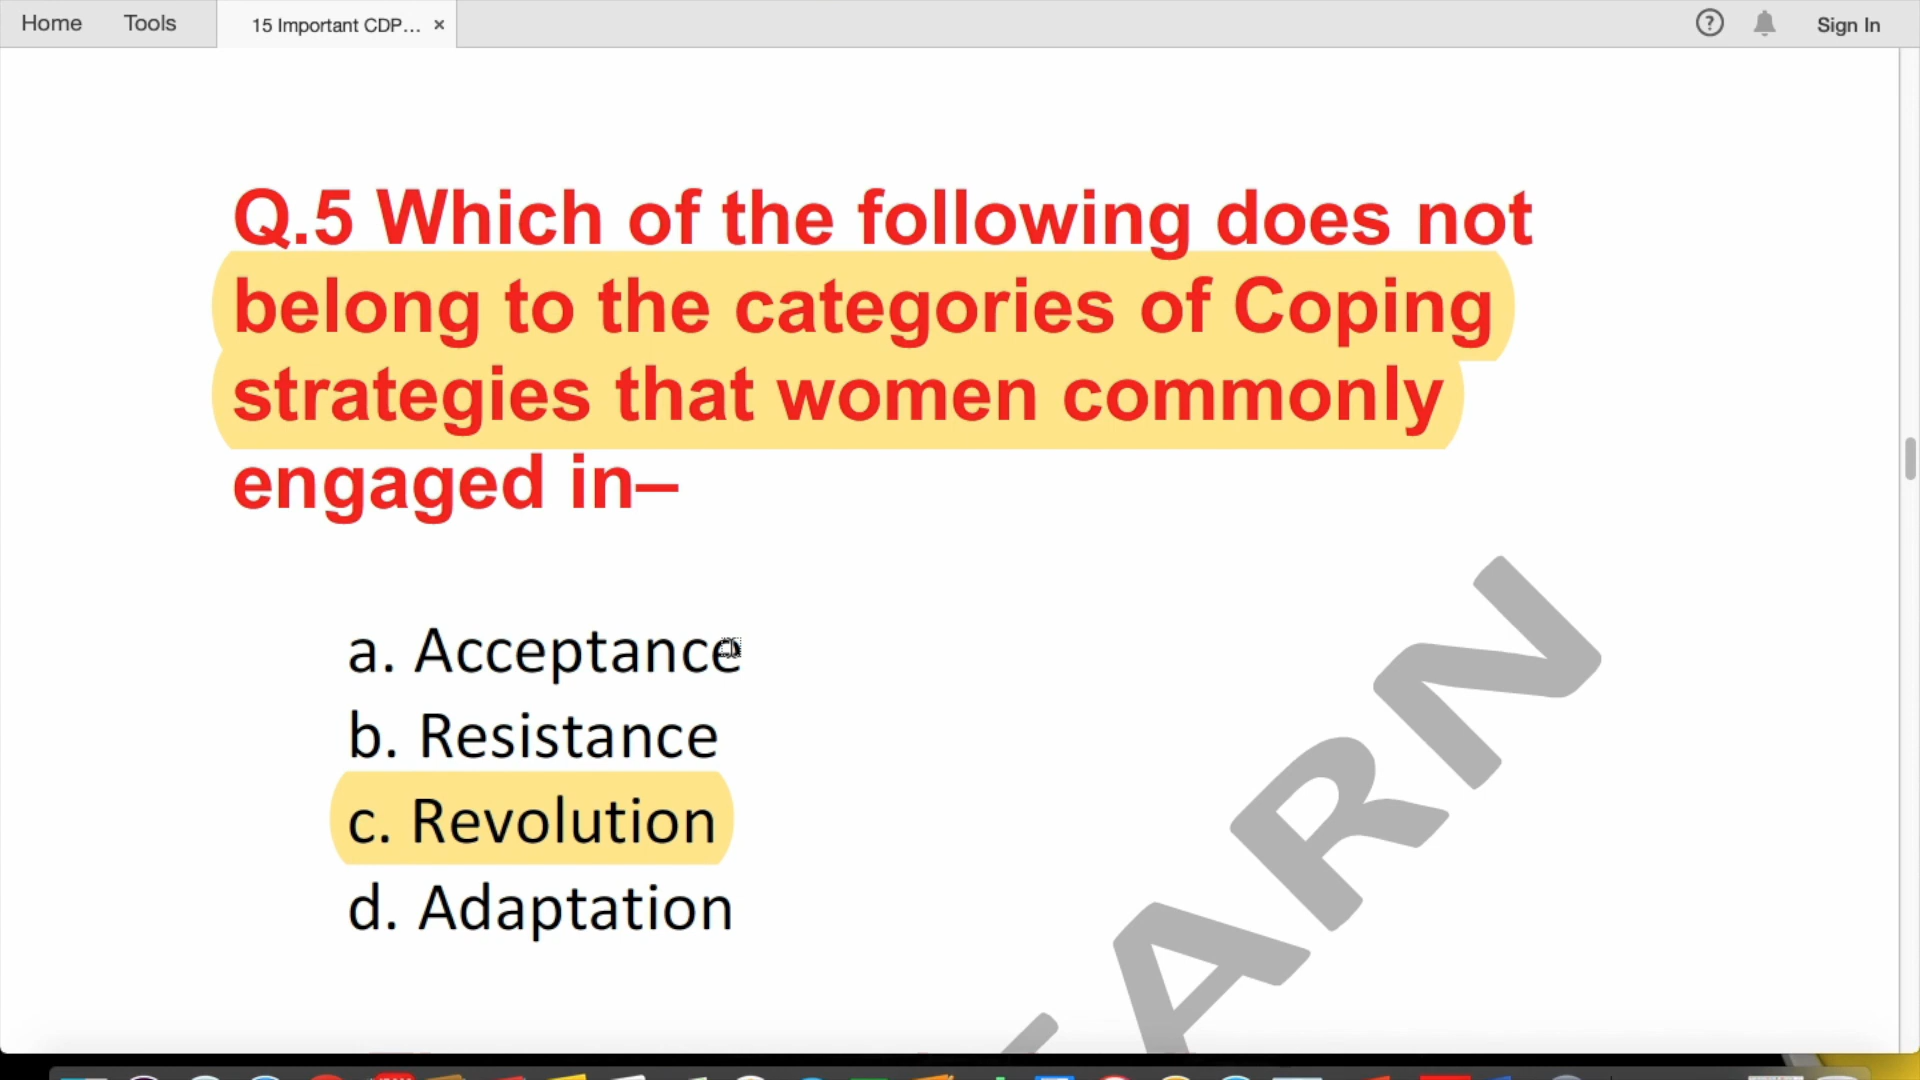 Home Tools 15 Important CDP... × ? Sign In
Q.5 Which of the following does not
belong to the categories of Coping
strategies that women commonly
engaged in–
a. Acceptance
b. Resistance
c. Revolution
d. Adaptation
ARN